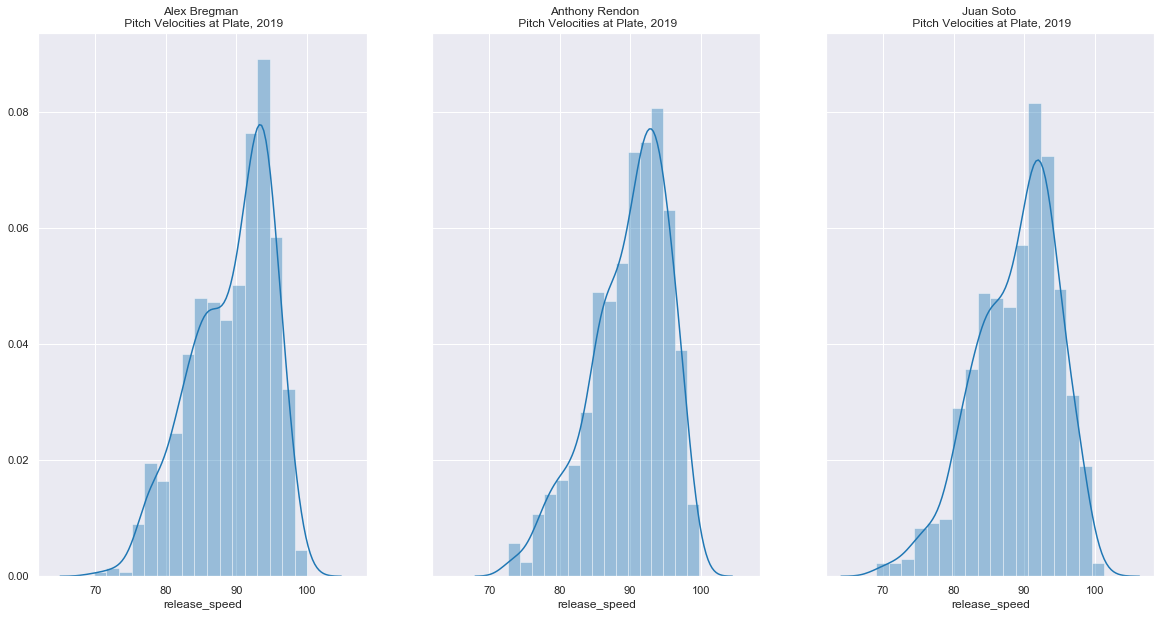 Alex Bregman
Pitch Velocities at Plate, 2019
Anthony Rendon
Pitch Velocities at Plate, 2019
Juan Soto
Pitch Velocities at Plate, 2019
0.08
0.06
0.04
0.02
0.00
70 80 90 100
release_speed
70 80 90 100
release_speed
70 80 90 100
release_speed